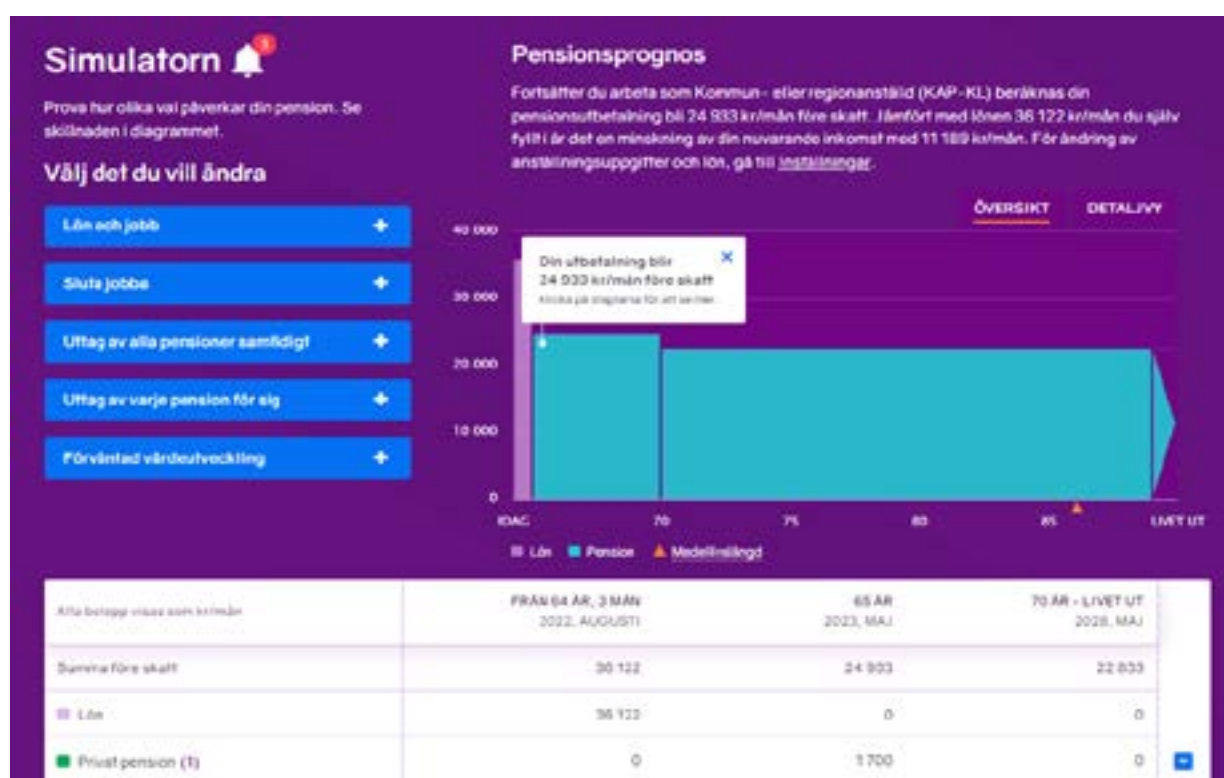 Simulatorn
Prova hur olika val påverkar din pension. Se
skillnaden i diagrammet.
Välj det du vill ändra
Lön och jobb
Sluta jobba
Uttag av alla pensioner samtidigt
Uttag av varje pension för sig
Förväntad värdeutveckling
Pensionsprognos
Fortsätter du arbeta som Kommun- eller regionanställd (KAP-KL) beräknas din
pensionsutbetalning bli 24 933 kr/mån före skatt. Jämfört med lönen 36 122 kr/mån du själv
fyllt i är det en minskning av din nuvarande inkomst med 11 189 kr/mån. För ändring av
anställningsuppgifter och lön, gå till inställningar.
ÖVERSIKT DETALJVY
40 000
Din utbetalning blir
24 933 kr/mån före skatt
Klicka på staplarna för att se mer.
30 000
20 000
10 000
0
IDAG 70 75 80 85 LIVET UT
Lön Pension Medellivslängd
Alla belopp visas som kr/mån
FRÅN 64 ÅR, 3 MÅN 65 ÅR 70 ÅR - LIVET UT
2022, AUGUSTI 2023, MAJ 2028, MAJ
Summa före skatt 36 122 24 933 22 833
Lön 36 122 0 0
Privat pension (1) 0 1 700 0